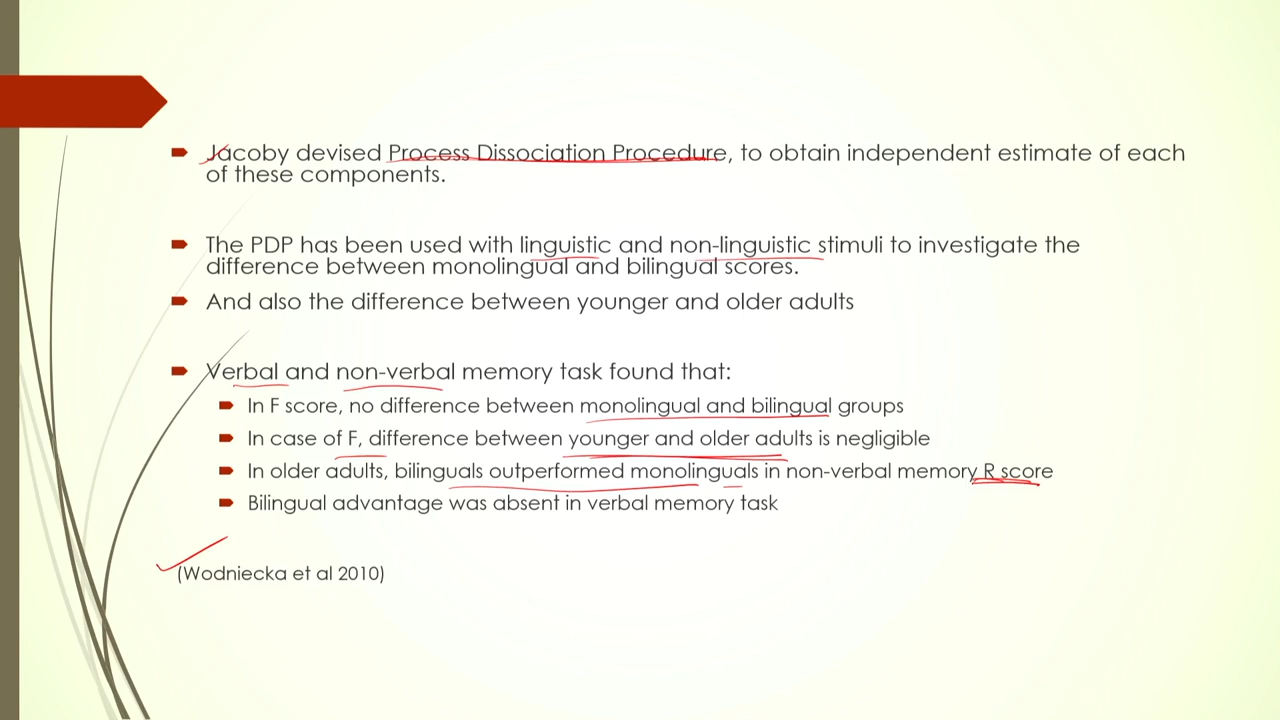 Jacoby devised Process Dissociation Procedure, to obtain independent estimate of each
of these components.
The PDP has been used with linguistic and non-linguistic stimuli to investigate the
difference between monolingual and bilingual scores.
And also the difference between younger and older adults
Verbal and non-verbal memory task found that:
In F score, no difference between monolingual and bilingual groups
In case of F, difference between younger and older adults is negligible
In older adults, bilinguals outperformed monolinguals in non-verbal memory R score
Bilingual advantage was absent in verbal memory task
(Wodniecka et al 2010)